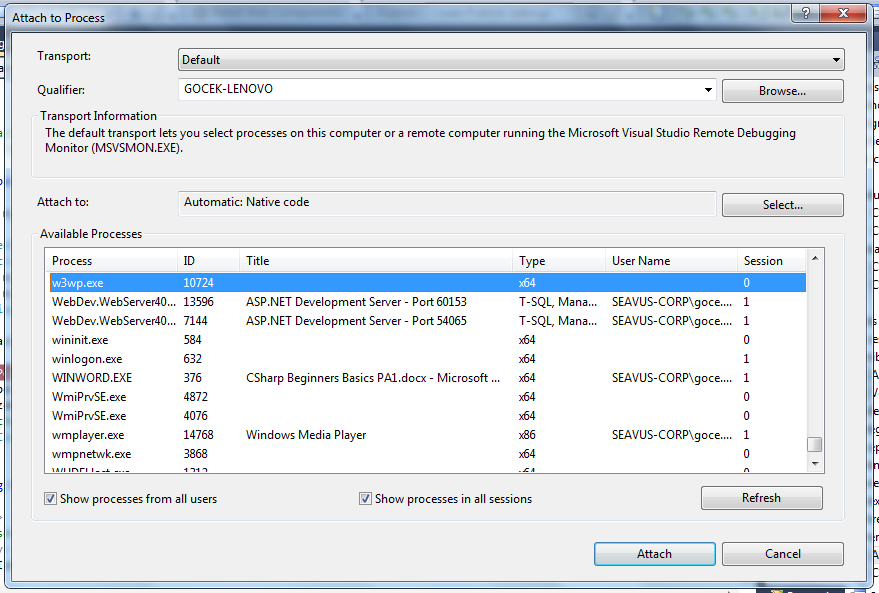 Attach to Process
Transport: Default
Qualifier: GOCEK-LENOVO Browse...
Transport Information
The default transport lets you select processes on this computer or a remote computer running the Microsoft Visual Studio Remote Debugging
Monitor (MSVSMON.EXE).
Attach to: Automatic: Native code Select...
Available Processes
Process ID Title Type User Name Session
w3wp.exe 10724 x64 0
WebDev.WebServer40... 13596 ASP.NET Development Server - Port 60153 T-SQL, Mana... SEAVUS-CORP\goce.... 1
WebDev.WebServer40... 7144 ASP.NET Development Server - Port 54065 T-SQL, Mana... SEAVUS-CORP\goce.... 1
wininit.exe 584 x64 0
winlogon.exe 632 x64 1
WINWORD.EXE 376 CSharp Beginners Basics PA1.docx - Microsoft ... x64 SEAVUS-CORP\goce.... 1
WmiPrvSE.exe 4872 x64 0
WmiPrvSE.exe 4076 x64 0
wmplayer.exe 14768 Windows Media Player x86 SEAVUS-CORP\goce.... 1
wmpnetwk.exe 3868 x64 0
Show processes from all users Show processes in all sessions Refresh
Attach Cancel